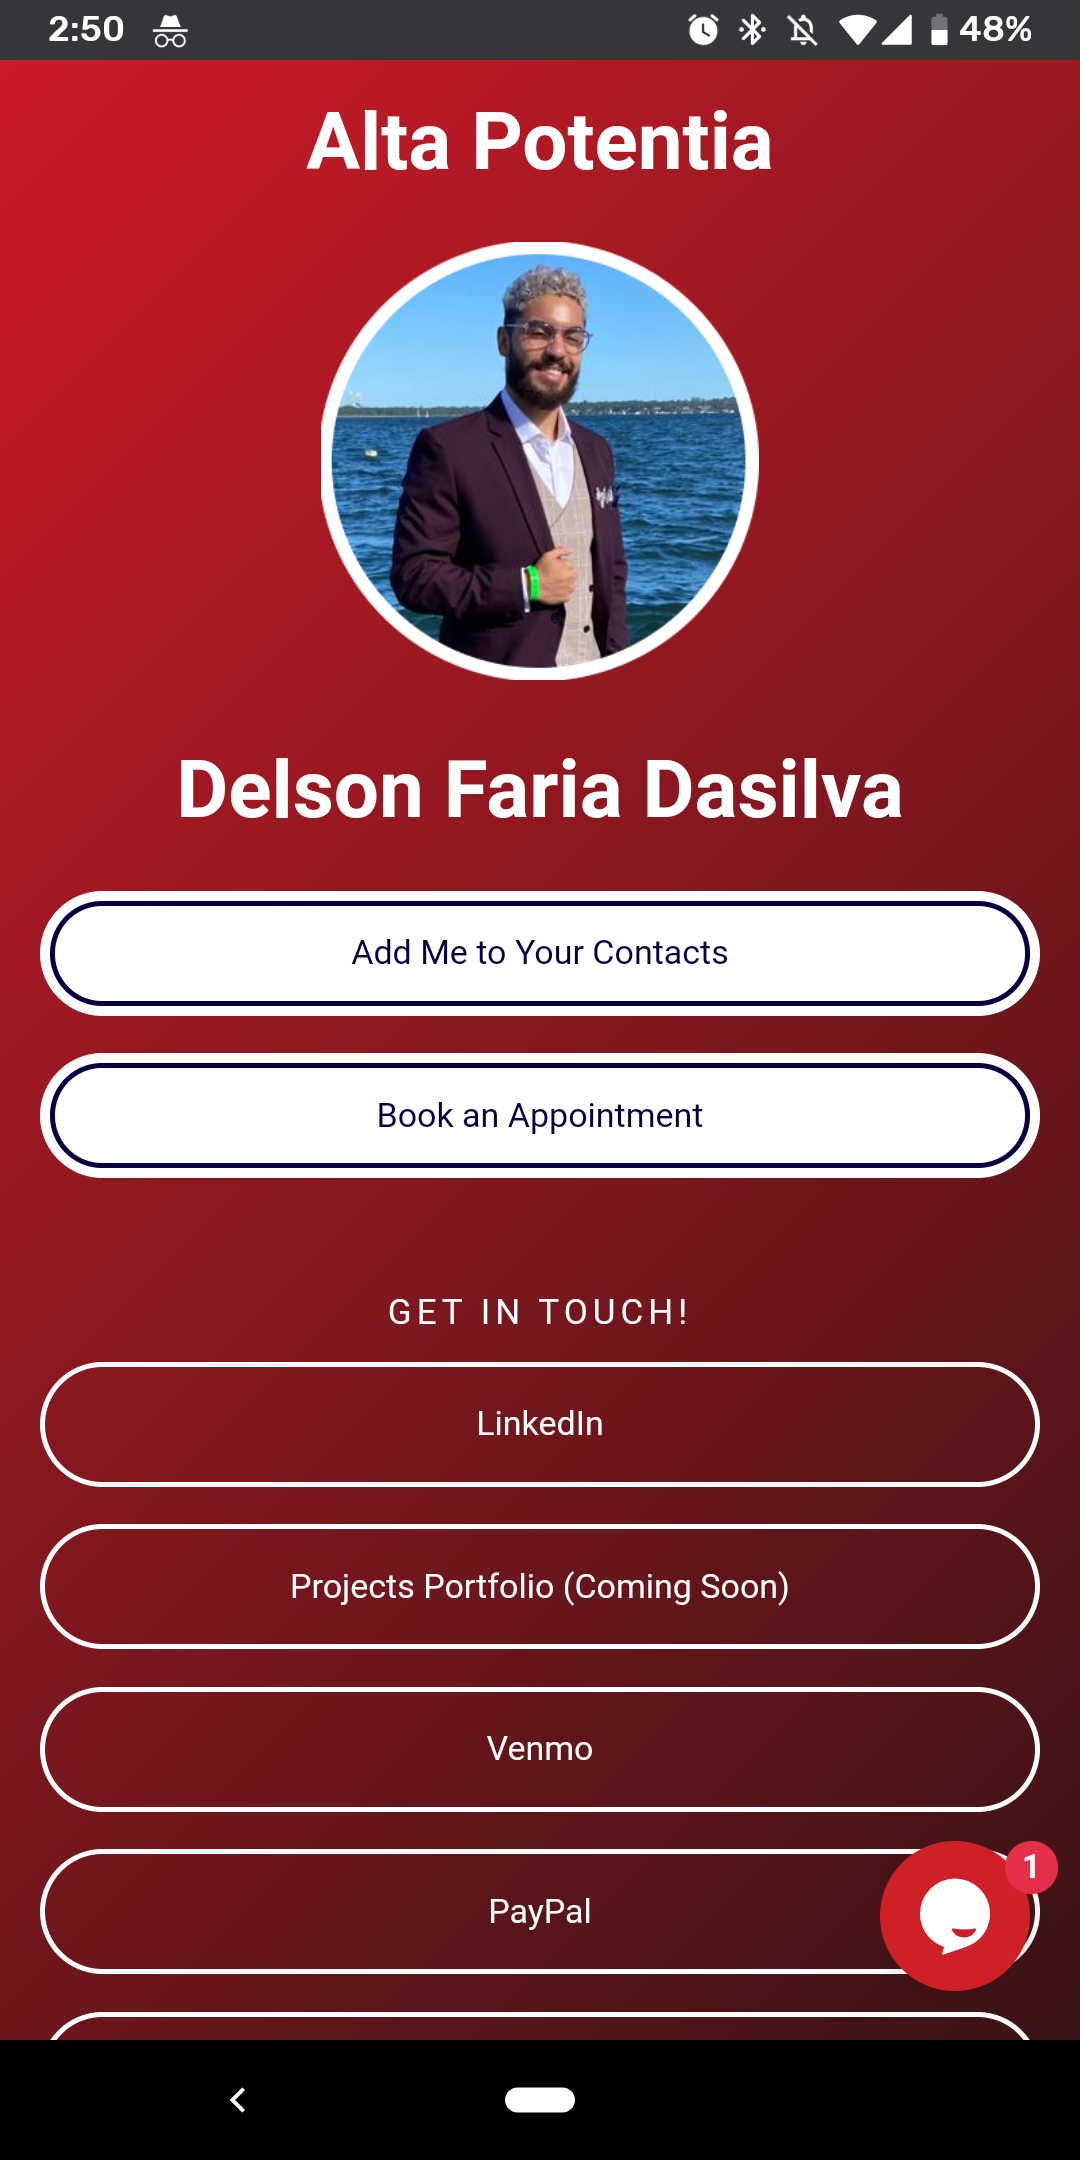 2:50
48%
Alta Potentia
Delson Faria Dasilva
Add Me to Your Contacts
Book an Appointment
GET IN TOUCH!
LinkedIn
Projects Portfolio (Coming Soon)
Venmo
PayPal
1